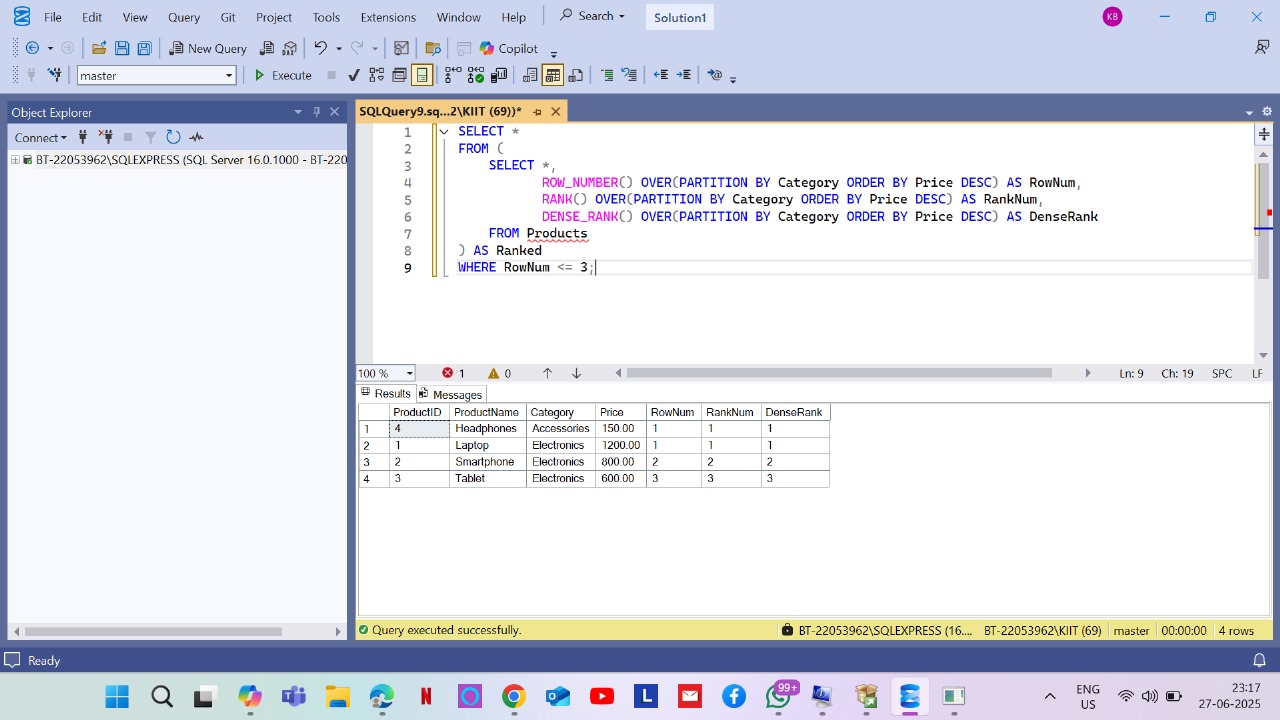 File Edit View Query Git Project Tools Extensions Window Help Search Solution1 KB
New Query Copilot
master Execute
Object Explorer
Connect
BT-22053962\SQLEXPRESS (SQL Server 16.0.1000 - BT-220
SQLQuery9.sq...2\KIIT (69))*
1 SELECT *
2 FROM (
3 SELECT *,
4 ROW_NUMBER() OVER(PARTITION BY Category ORDER BY Price DESC) AS RowNum,
5 RANK() OVER(PARTITION BY Category ORDER BY Price DESC) AS RankNum,
6 DENSE_RANK() OVER(PARTITION BY Category ORDER BY Price DESC) AS DenseRank
7 FROM Products
8 ) AS Ranked
9 WHERE RowNum <= 3;
100 % 1 0 Ln: 9 Ch: 19 SPC LF
Results Messages
ProductID ProductName Category Price RowNum RankNum DenseRank
1 4 Headphones Accessories 150.00 1 1 1
2 1 Laptop Electronics 1200.00 1 1 1
3 2 Smartphone Electronics 800.00 2 2 2
4 3 Tablet Electronics 600.00 3 3 3
Query executed successfully. BT-22053962\SQLEXPRESS (16.... BT-22053962\KIIT (69) master 00:00:00 4 rows
Ready
N L 99+ ENG US 23:17 27-06-2025